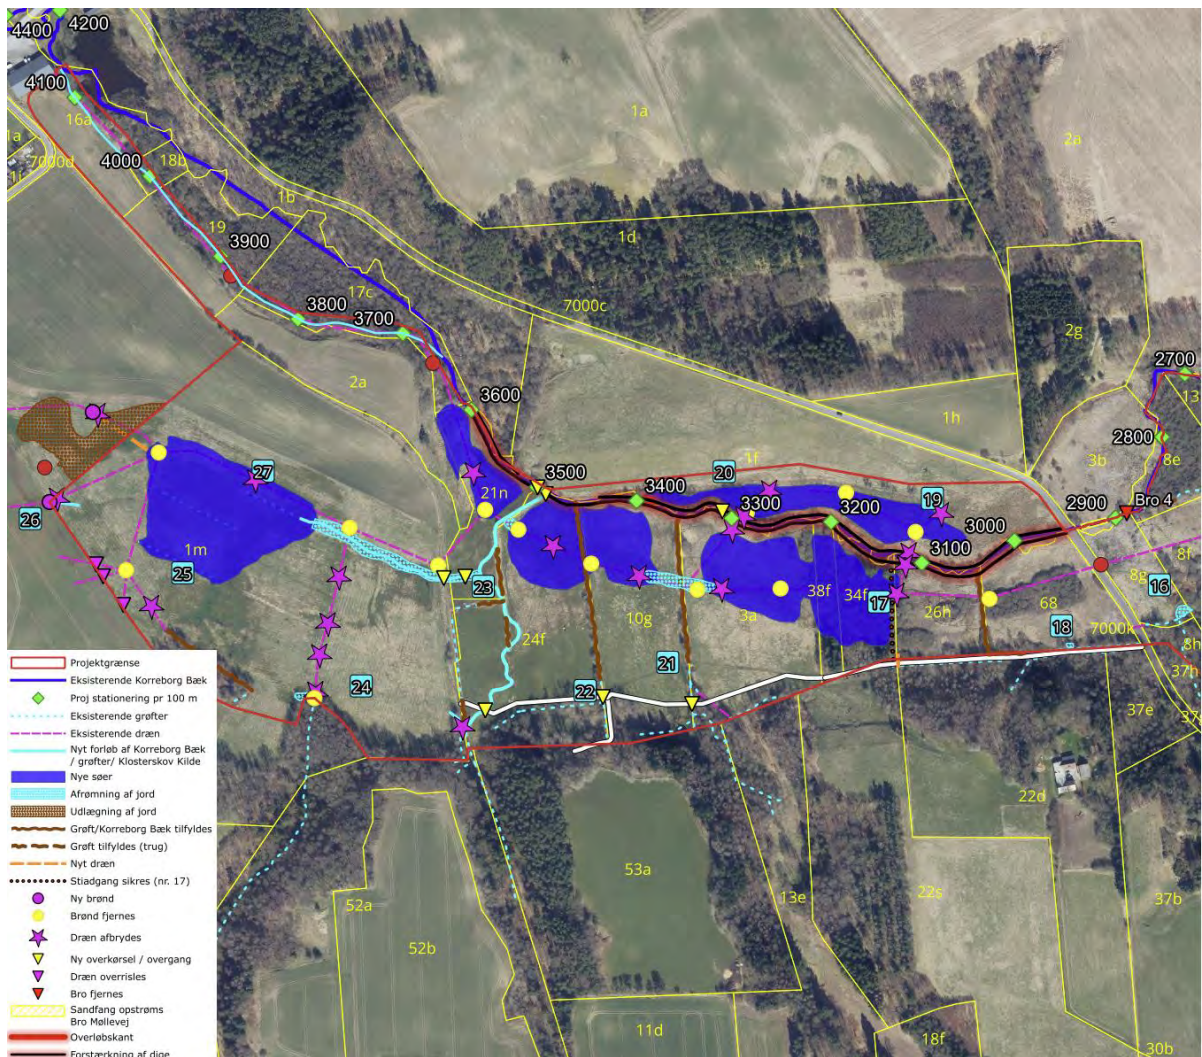 4400
4200
4100
16a
1a
7000d
1i
4000
18b
1b
19
3900
17c
3800
3700
7000c
1a
2a
1d
2g
2700
13
2a
3600
1h
2800
3b
8e
1f
3500
20
3400
3300
3200
19
3000
2900
Bro 4
27
21n
26
1m
25
3100
8f
8g
16
23
38f
34f
17
26h
68
10g
3a
18
7000k
8h
24f
24
22
21
37h
37i
37e
22d
53a
13e
22s
37b
52a
52b
11d
18f
30b
Projektgrænse
Eksisterende Korreborg Bæk
Proj stationering pr 100 m
Eksisterende grøfter
Eksisterende dræn
Nyt forløb af Korreborg Bæk
/ grøfter/ Klosterskov Kilde
Nye søer
Afrømning af jord
Udlægning af jord
Grøft/Korreborg Bæk tilfyldes
Grøft tilfyldes (trug)
Nyt dræn
Stiadgang sikres (nr. 17)
Ny brønd
Brønd fjernes
Dræn afbrydes
Ny overkørsel / overgang
Dræn overrisles
Bro fjernes
Sandfang opstrøms
Bro Møllevej
Overløbskant
Forstærkning af dige